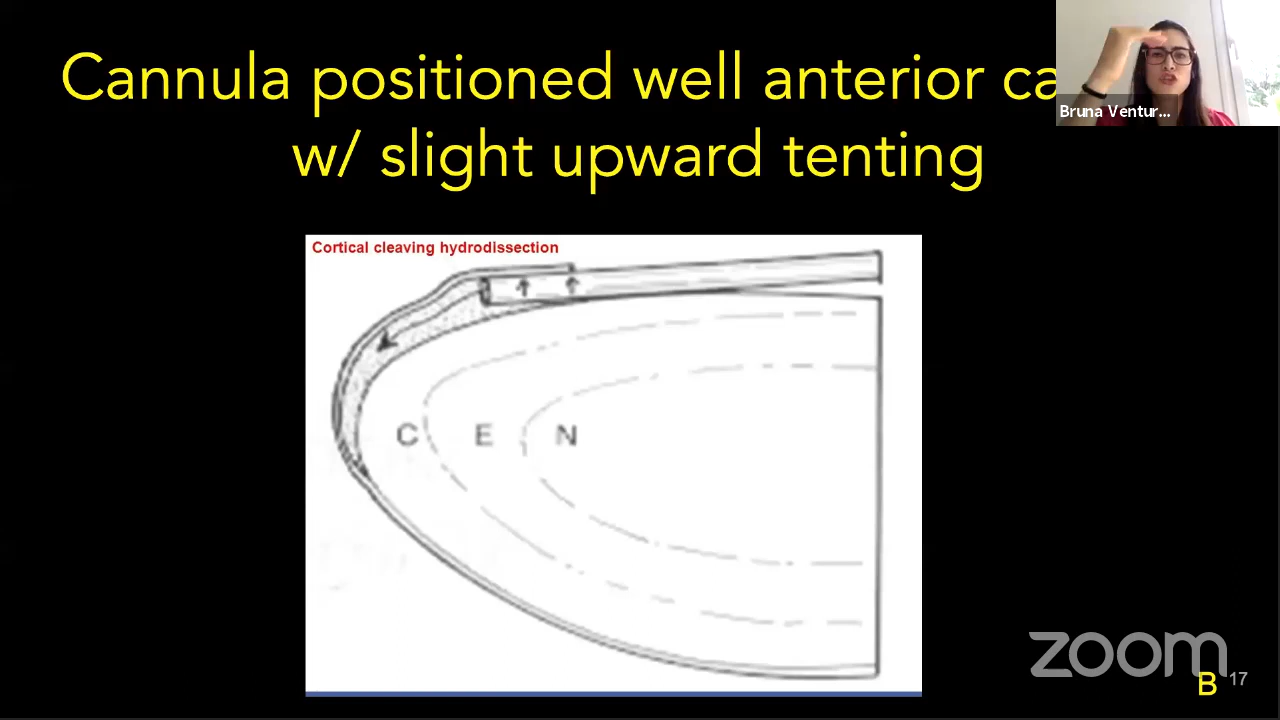 Cannula positioned well anterior ca
w/ slight upward tenting
Bruna Ventur...
Cortical cleaving hydrodissection
C E N
zoom
B 17